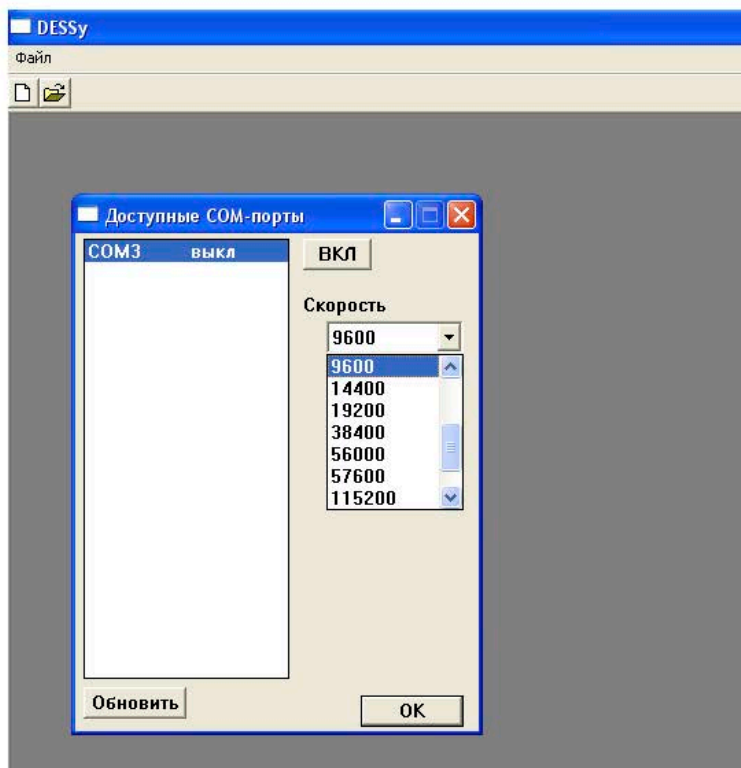 DESSy
Файл
Доступные COM-порты
COM3 выкл
ВКЛ
Скорость
9600
9600
14400
19200
38400
56000
57600
115200
Обновить
OK